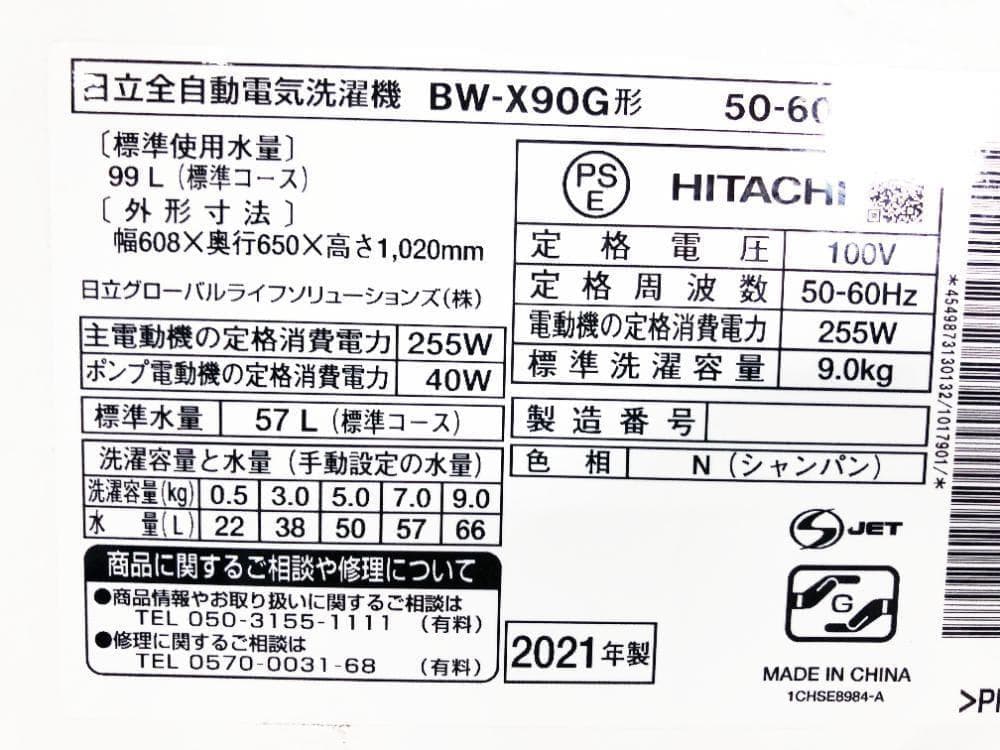 日立全自動電気洗濯機 BW-X90G形 50-60
〔標準使用水量〕
99 L (標準コース)
〔外形寸法〕
幅608×奥行650×高さ1,020mm
日立グローバルライフソリューションズ(株)
主電動機の定格消費電力 255W
ポンプ電動機の定格消費電力 40W
標準水量 57 L (標準コース)
洗濯容量と水量 (手動設定の水量)
洗濯容量(kg) 0.5 3.0 5.0 7.0 9.0
水量(L) 22 38 50 57 66
商品に関するご相談や修理について
●商品情報やお取り扱いに関するご相談は
TEL 050-3155-1111 (有料)
●修理に関するご相談は
TEL 0570-0031-68 (有料)
PSE HITACHI
定格電圧 100V
定格周波数 50-60Hz
電動機の定格消費電力 255W
標準洗濯容量 9.0kg
製造番号
色相 N (シャンパン)
S JET
G
2021年製
MADE IN CHINA
1CHSE8984-A
*4549873130132/1017901/*
>P